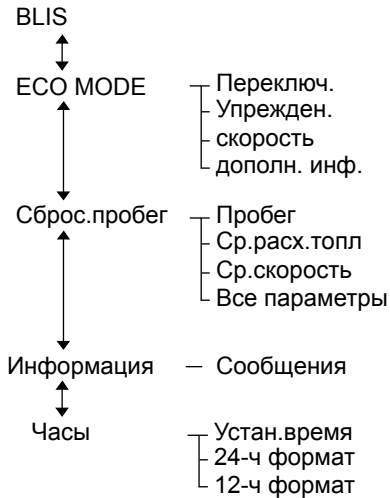 BLIS
ECO MODE
Переключ.
Упрежден.
скорость
дополн. инф.
Сброс.пробег
Пробег
Ср.расх.топл
Ср.скорость
Все параметры
Информация
Сообщения
Часы
Устан.время
24-ч формат
12-ч формат